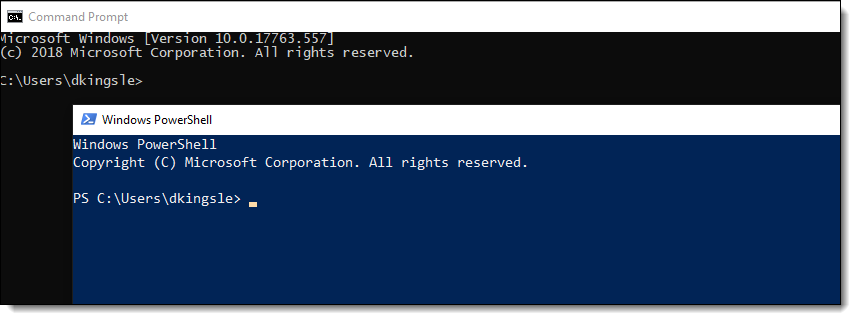 Command Prompt
Microsoft Windows [Version 10.0.17763.557]
(c) 2018 Microsoft Corporation. All rights reserved.
C:\Users\dkingsle>
Windows PowerShell
Windows PowerShell
Copyright (C) Microsoft Corporation. All rights reserved.
PS C:\Users\dkingsle>